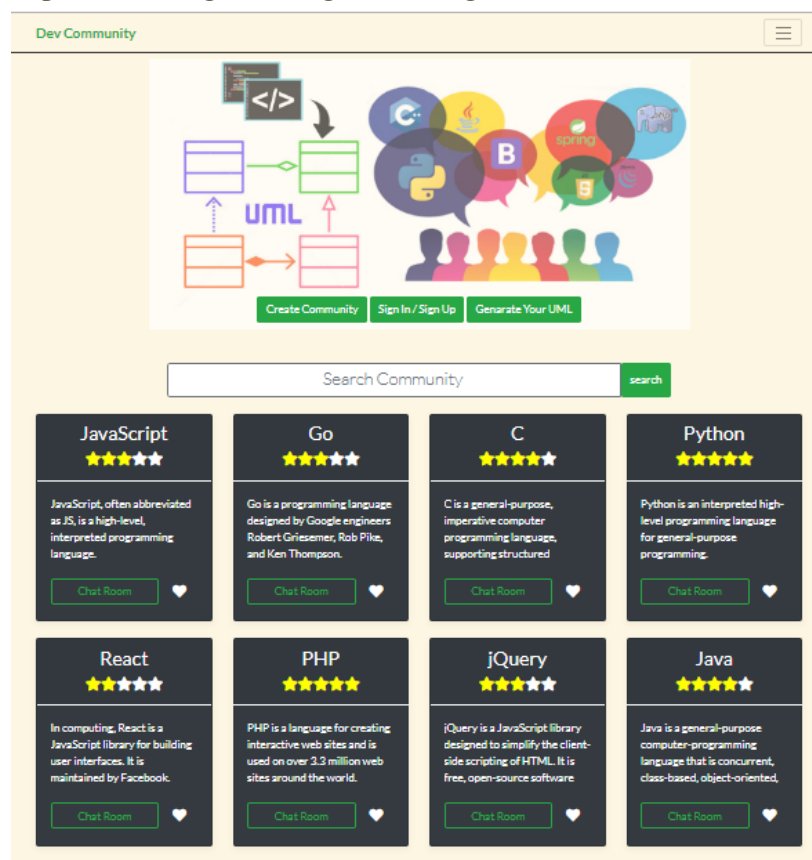 Dev Community
</>
UML
C
B
spring
5
Create Community Sign In / Sign Up Genarate Your UML
Search Community search
JavaScript Go C Python
JavaScript, often abbreviated
as JS, is a high-level,
interpreted programming
language.
Go is a programming language
designed by Google engineers
Robert Griesemer, Rob Pike,
and Ken Thompson.
C is a general-purpose,
imperative computer
programming language,
supporting structured
Python is an interpreted high-
level programming language
for general-purpose
programming.
Chat Room Chat Room Chat Room Chat Room
React PHP jQuery Java
In computing, React is a
JavaScript library for building
user interfaces. It is
maintained by Facebook.
PHP is a language for creating
interactive web sites and is
used on over 3.3 million web
sites around the world.
jQuery is a JavaScript library
designed to simplify the client-
side scripting of HTML. It is
free, open-source software
Java is a general-purpose
computer-programming
language that is concurrent,
class-based, object-oriented,
Chat Room Chat Room Chat Room Chat Room